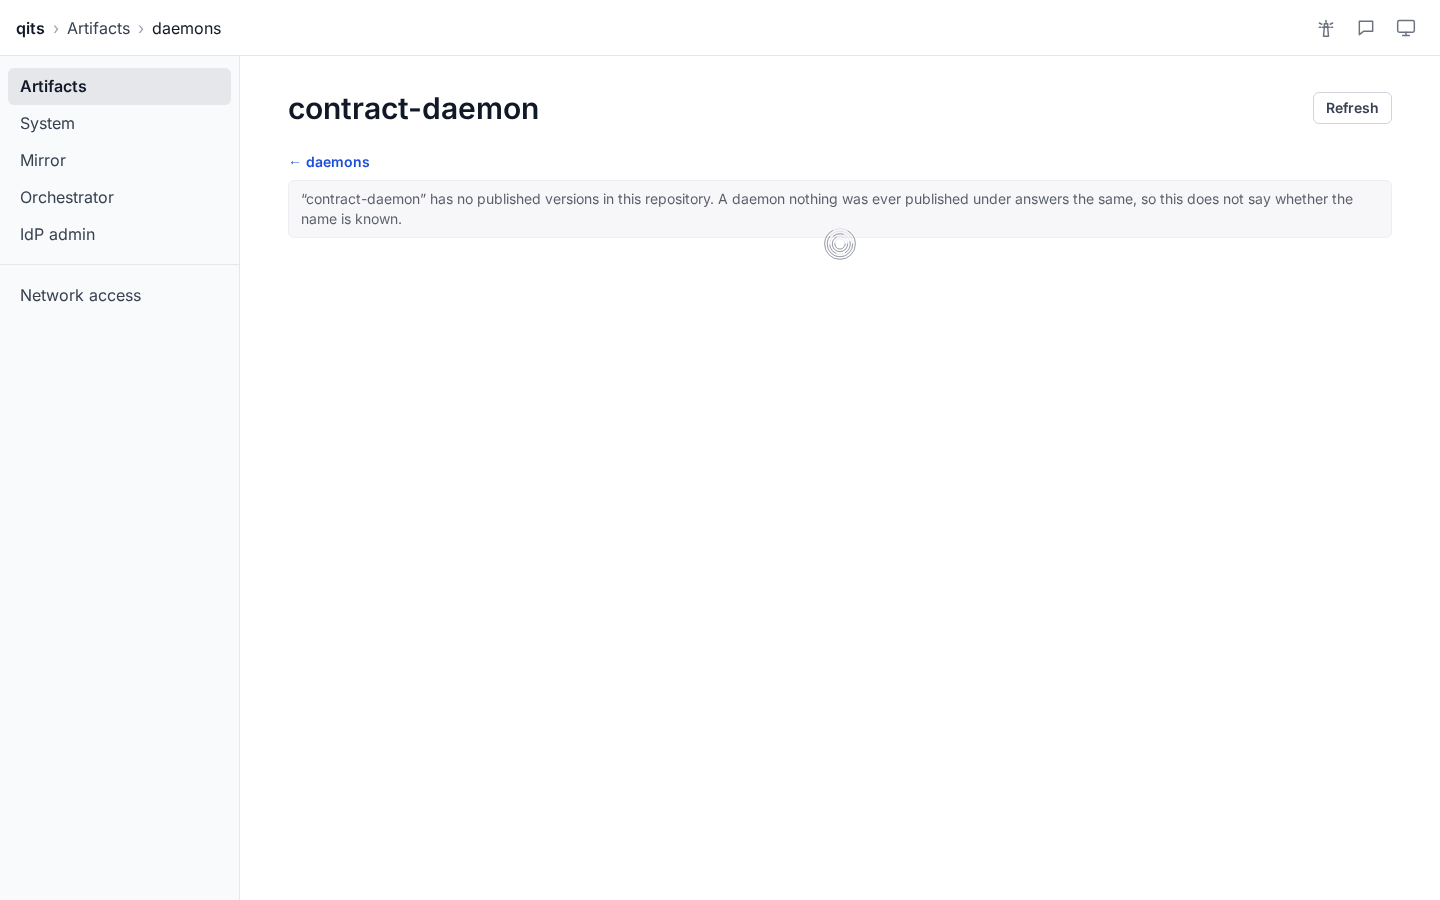 qits › Artifacts › daemons
Artifacts
System
Mirror
Orchestrator
IdP admin
Network access
contract-daemon
Refresh
← daemons
“contract-daemon” has no published versions in this repository. A daemon nothing was ever published under answers the same, so this does not say whether the
name is known.